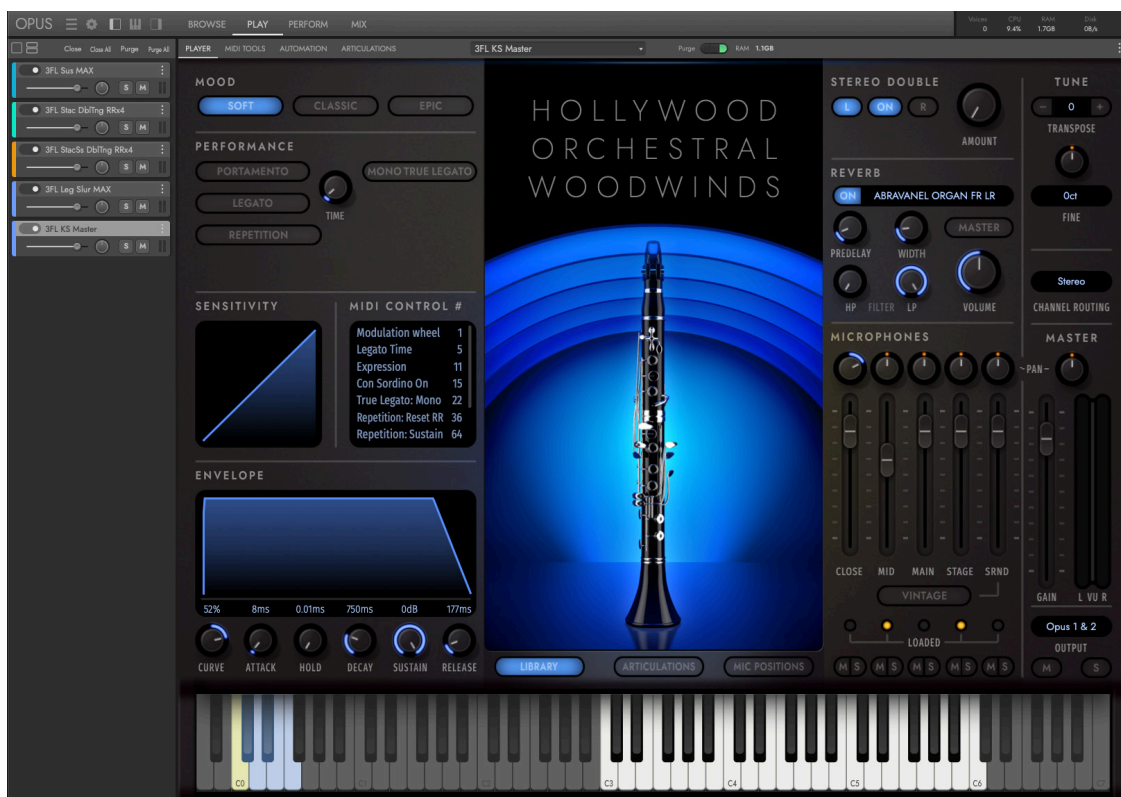 OPUS BROWSE PLAY PERFORM MIX
Voices CPU RAM Disk
0 9.4% 1.7GB 0B/s
Close Close All Purge Purge All
PLAYER MIDI TOOLS AUTOMATION ARTICULATIONS 3FL KS Master Purge RAM 1.1GB
3FL Sus MAX
S M
3FL Stac DblTng RRx4
S M
3FL StacSs DblTng RRx4
S M
3FL Leg Slur MAX
S M
3FL KS Master
S M
MOOD
SOFT CLASSIC EPIC
PERFORMANCE
PORTAMENTO MONO TRUE LEGATO
LEGATO
TIME
REPETITION
SENSITIVITY
MIDI CONTROL #
Modulation wheel 1
Legato Time 5
Expression 11
Con Sordino On 15
True Legato: Mono 22
Repetition: Reset RR 36
Repetition: Sustain 64
ENVELOPE
52% 8ms 0.01ms 750ms 0dB 177ms
CURVE ATTACK HOLD DECAY SUSTAIN RELEASE
HOLLYWOOD
ORCHESTRAL
WOODWINDS
LIBRARY ARTICULATIONS MIC POSITIONS
STEREO DOUBLE
L ON R
AMOUNT
REVERB
ON ABRAVANEL ORGAN FR LR
MASTER
PREDELAY WIDTH
HP FILTER LP VOLUME
MICROPHONES
-PAN-
CLOSE MID MAIN STAGE SRND
VINTAGE
LOADED
M S M S M S M S M S
TUNE
- 0 +
TRANSPOSE
0ct
FINE
Stereo
CHANNEL ROUTING
MASTER
GAIN L VU R
Opus 1 & 2
OUTPUT
M S
C0 C1 C2 C3 C4 C5 C6 C7